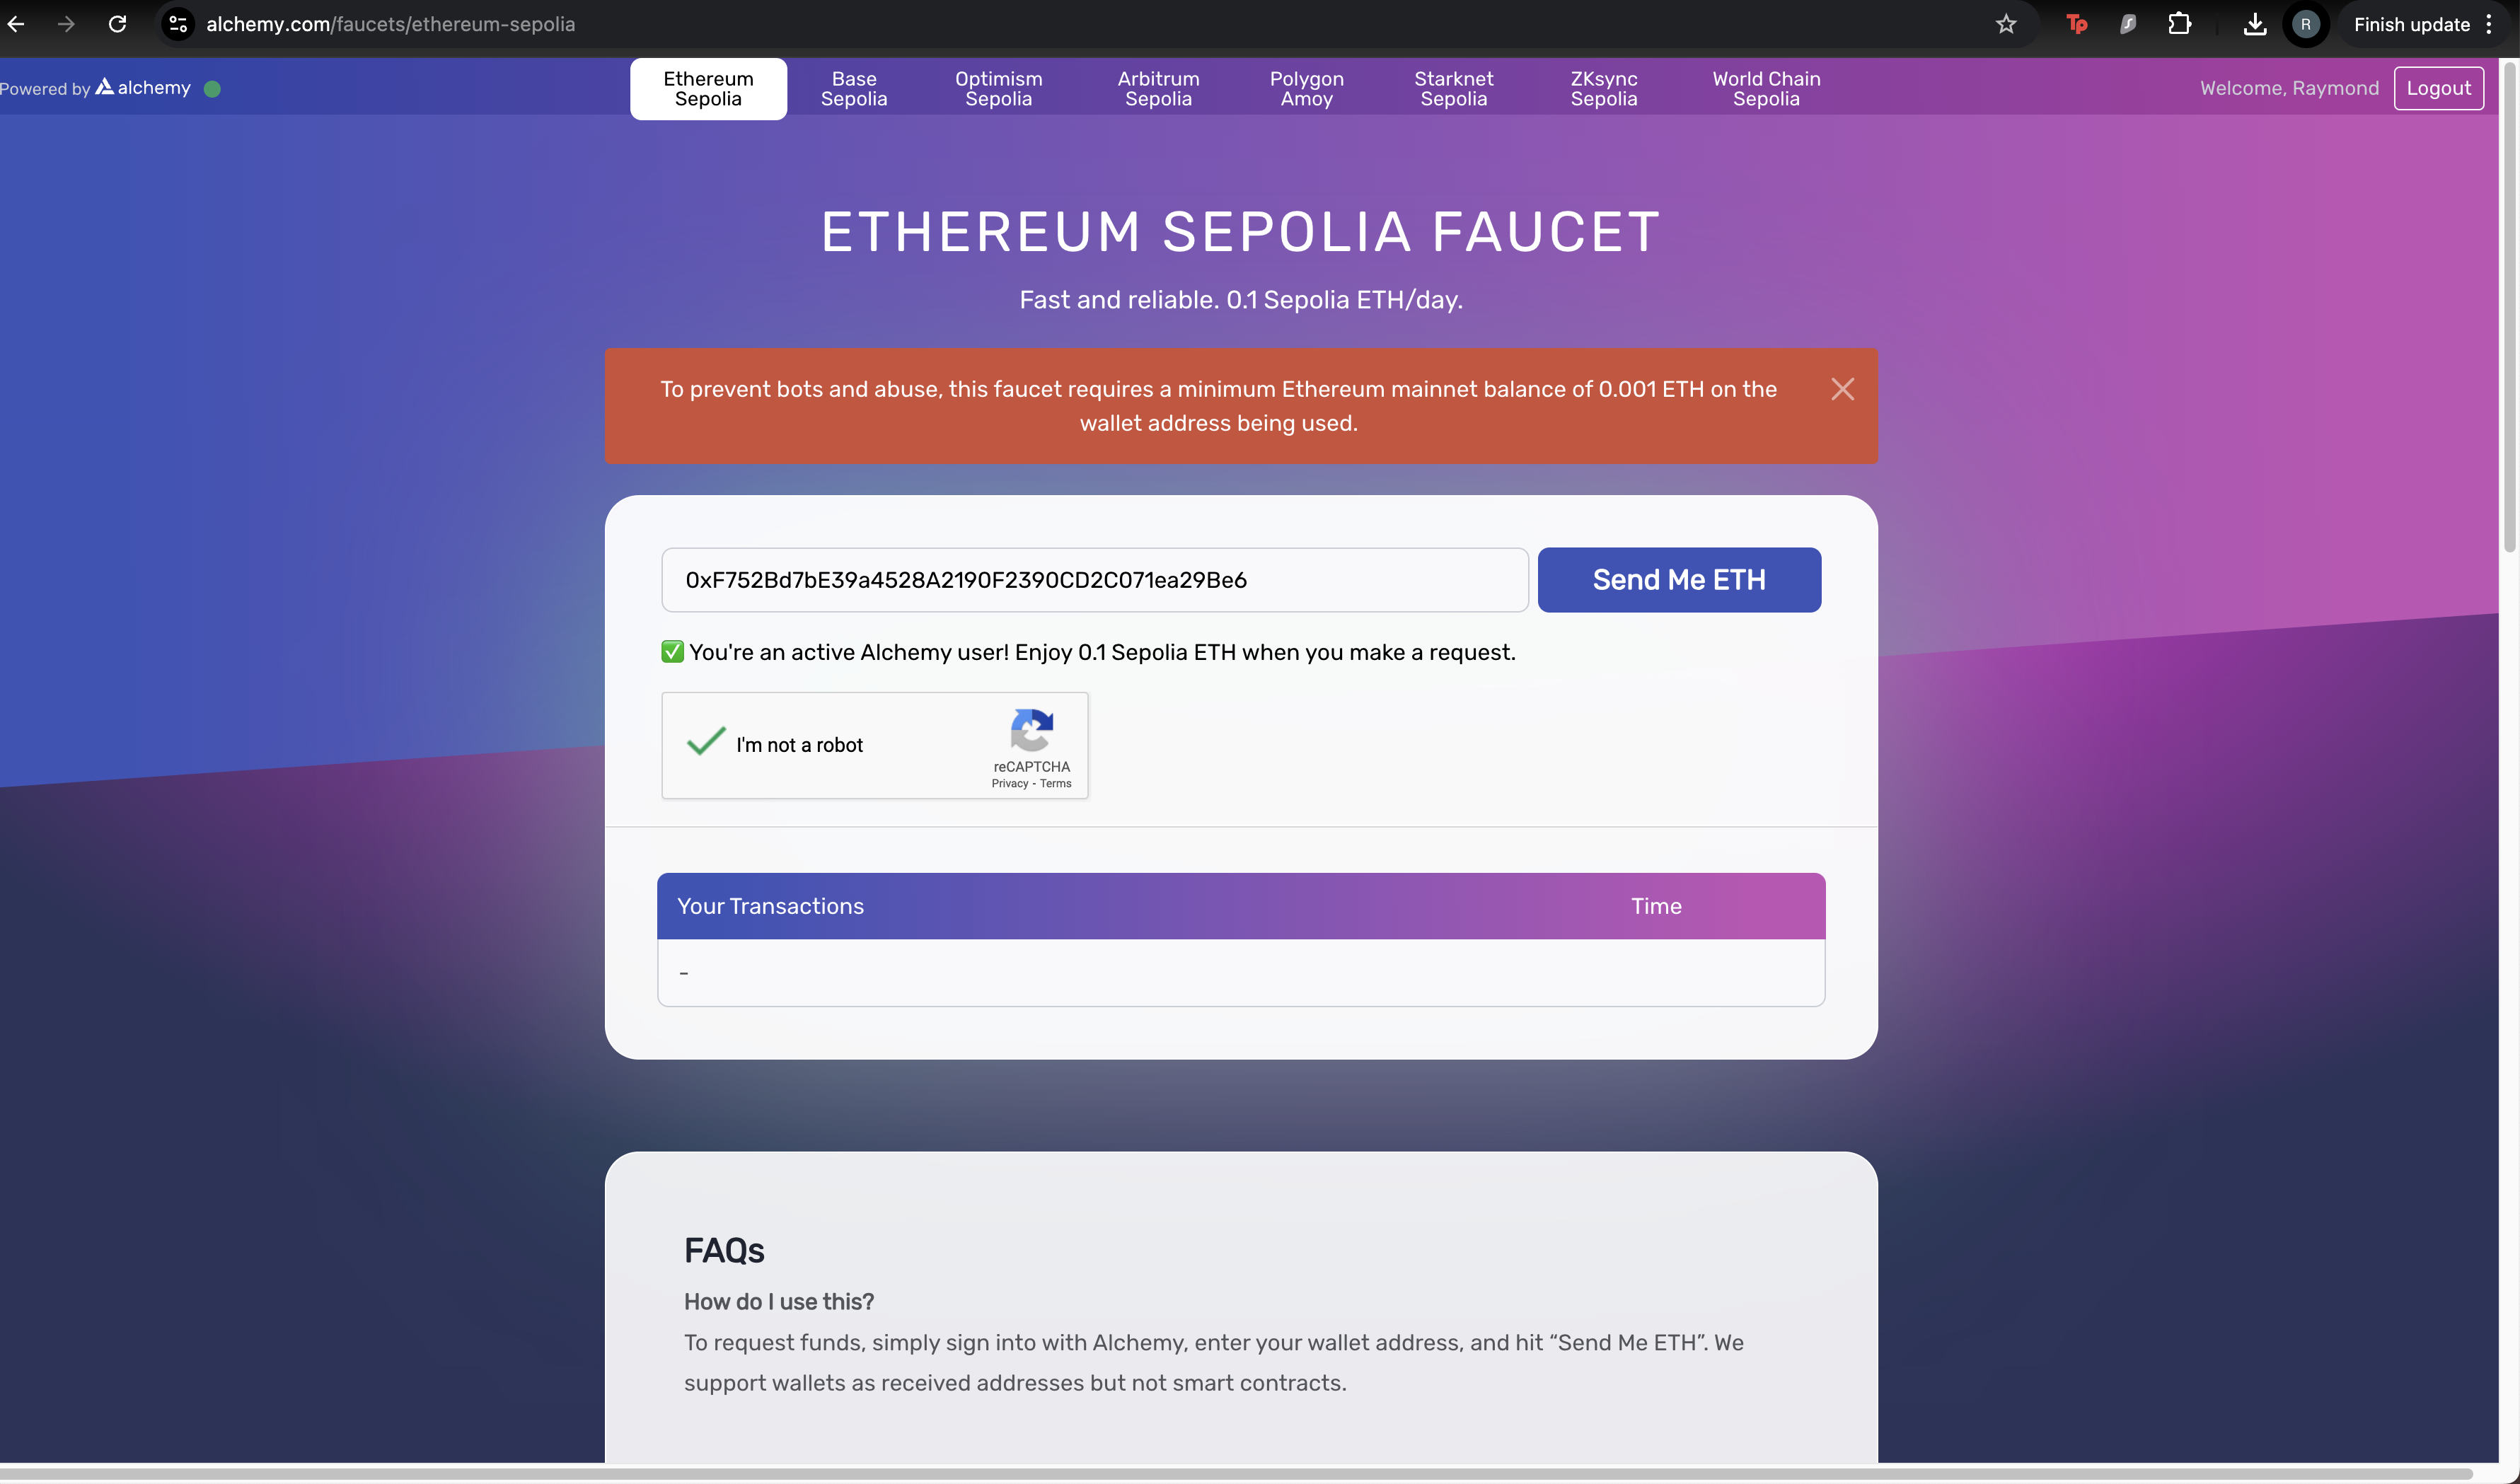 alchemy.com/faucets/ethereum-sepolia
Finish update
R
Powered by alchemy
Ethereum Sepolia
Base Sepolia
Optimism Sepolia
Arbitrum Sepolia
Polygon Amoy
Starknet Sepolia
ZKsync Sepolia
World Chain Sepolia
Welcome, Raymond
Logout
ETHEREUM SEPOLIA FAUCET
Fast and reliable. 0.1 Sepolia ETH/day.
To prevent bots and abuse, this faucet requires a minimum Ethereum mainnet balance of 0.001 ETH on the
wallet address being used.
0xF752Bd7bE39a4528A2190F2390CD2C071ea29Be6
Send Me ETH
✅ You're an active Alchemy user! Enjoy 0.1 Sepolia ETH when you make a request.
I'm not a robot
reCAPTCHA
Privacy - Terms
Your Transactions Time
-
FAQs
How do I use this?
To request funds, simply sign into with Alchemy, enter your wallet address, and hit “Send Me ETH”. We
support wallets as received addresses but not smart contracts.